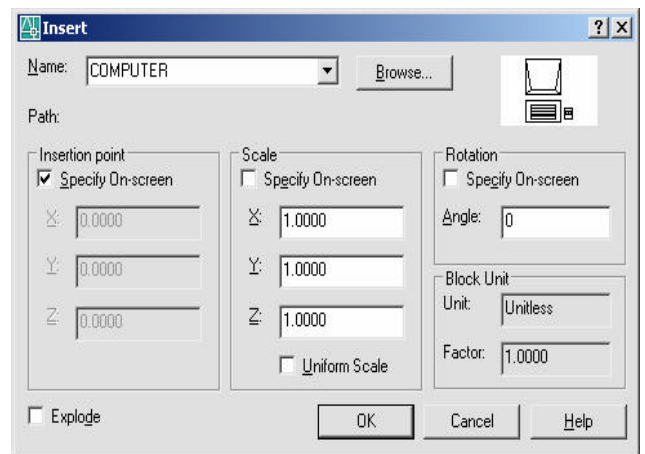 Insert
Name: COMPUTER Browse...
Path:
Insertion point
Specify On-screen
X: 0.0000
Y: 0.0000
Z: 0.0000
Scale
Specify On-screen
X: 1.0000
Y: 1.0000
Z: 1.0000
Uniform Scale
Rotation
Specify On-screen
Angle: 0
Block Unit
Unit: Unitless
Factor: 1.0000
Explode
OK Cancel Help